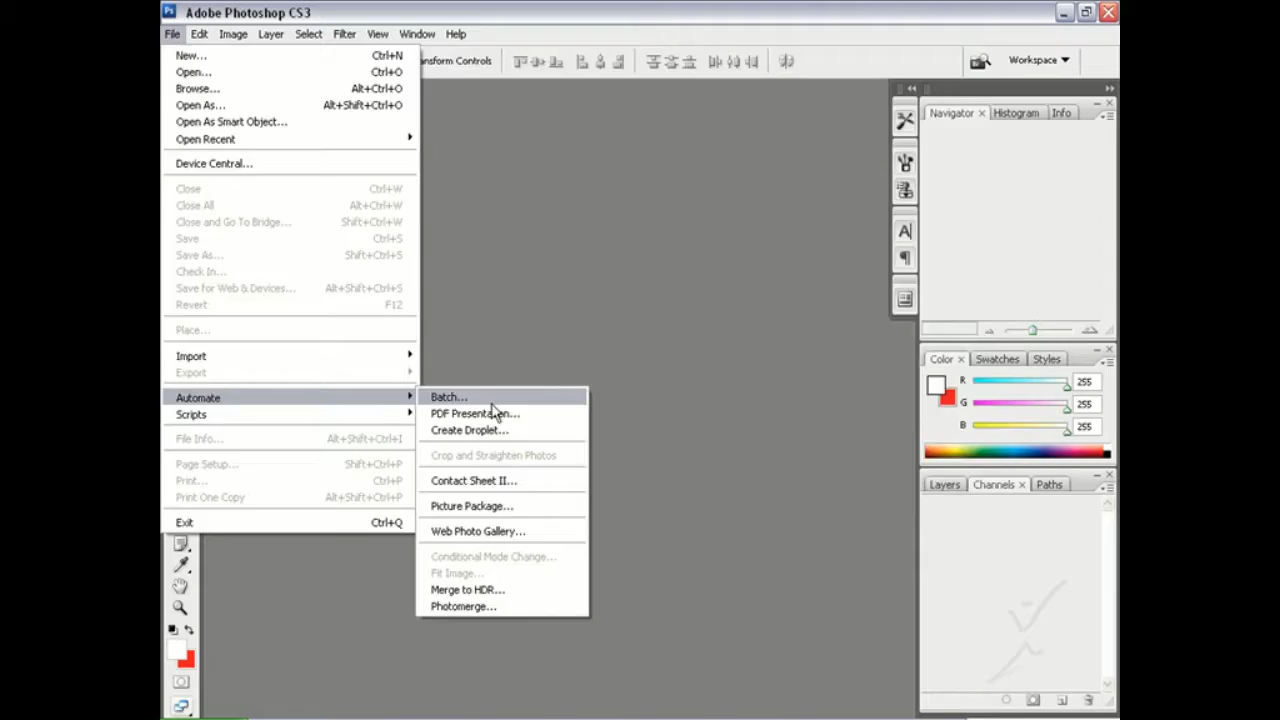 Ps Adobe Photoshop CS3
File Edit Image Layer Select Filter View Window Help
New... Ctrl+N
Open... Ctrl+O
Browse... Alt+Ctrl+O
Open As... Alt+Shift+Ctrl+O
Open As Smart Object...
Open Recent
Device Central...
Close Ctrl+W
Close All Alt+Ctrl+W
Close and Go To Bridge... Shift+Ctrl+W
Save Ctrl+S
Save As... Shift+Ctrl+S
Check In...
Save for Web & Devices... Alt+Shift+Ctrl+S
Revert F12
Place...
Import
Export
Automate
Scripts
File Info... Alt+Shift+Ctrl+I
Page Setup... Shift+Ctrl+P
Print... Ctrl+P
Print One Copy Alt+Shift+Ctrl+P
Exit Ctrl+Q
Batch...
PDF Presentation...
Create Droplet...
Crop and Straighten Photos
Contact Sheet II...
Picture Package...
Web Photo Gallery...
Conditional Mode Change...
Fit Image...
Merge to HDR...
Photomerge...
Controls
Workspace
Navigator Histogram Info
Color Swatches Styles
R 255
G 255
B 255
Layers Channels Paths